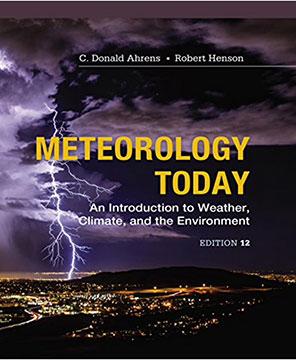 C. Donald Ahrens • Robert Henson
METEOROLOGY
TODAY
An Introduction to Weather,
Climate, and the Environment
EDITION 12